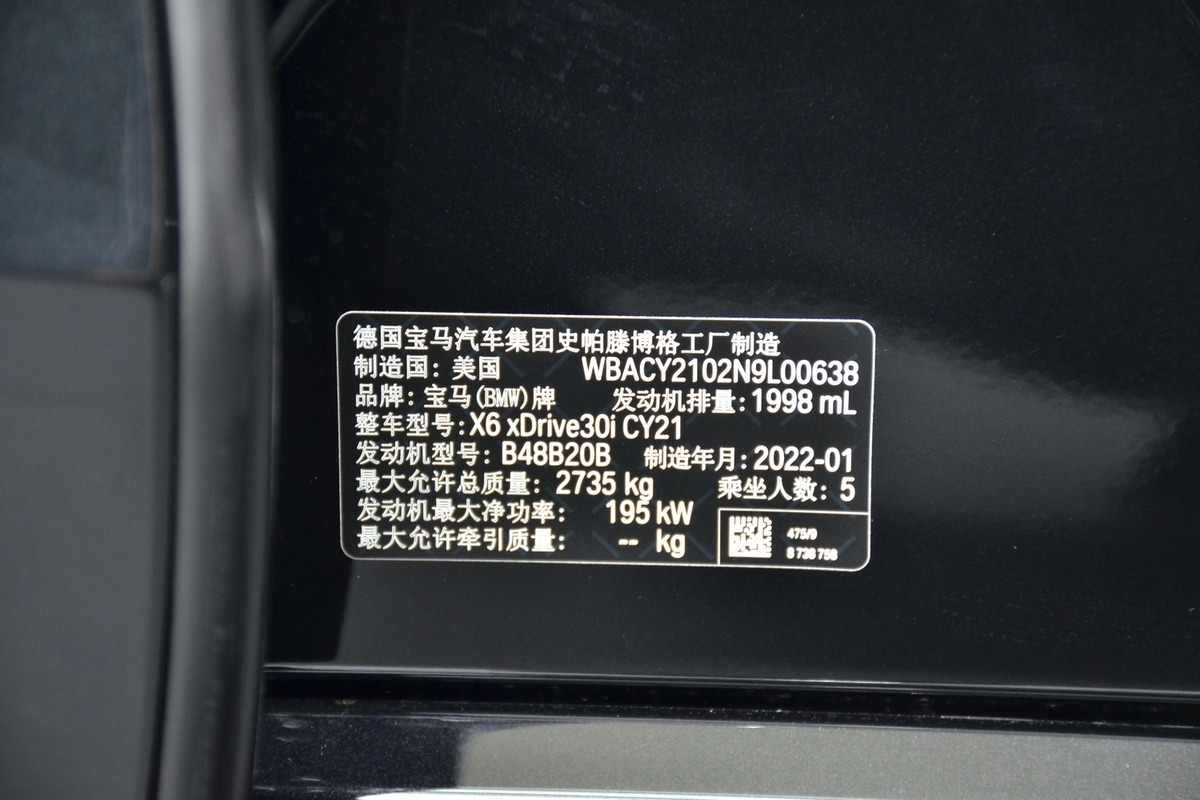 德国宝马汽车集团史帕滕博格工厂制造
制造国：美国 WBACY2102N9L00638
品牌：宝马(BMW)牌 发动机排量：1998 mL
整车型号：X6 xDrive30i CY21
发动机型号：B48B20B 制造年月：2022-01
最大允许总质量：2735 kg 乘坐人数：5
发动机最大净功率： 195 kW
最大允许牵引质量： -- kg
475/9
8 738 758